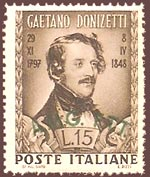 GAETANO DONIZETTI
29 8
XI IV
1797 1848
A.M.G. F.T.T.
L.15
POSTE ITALIANE